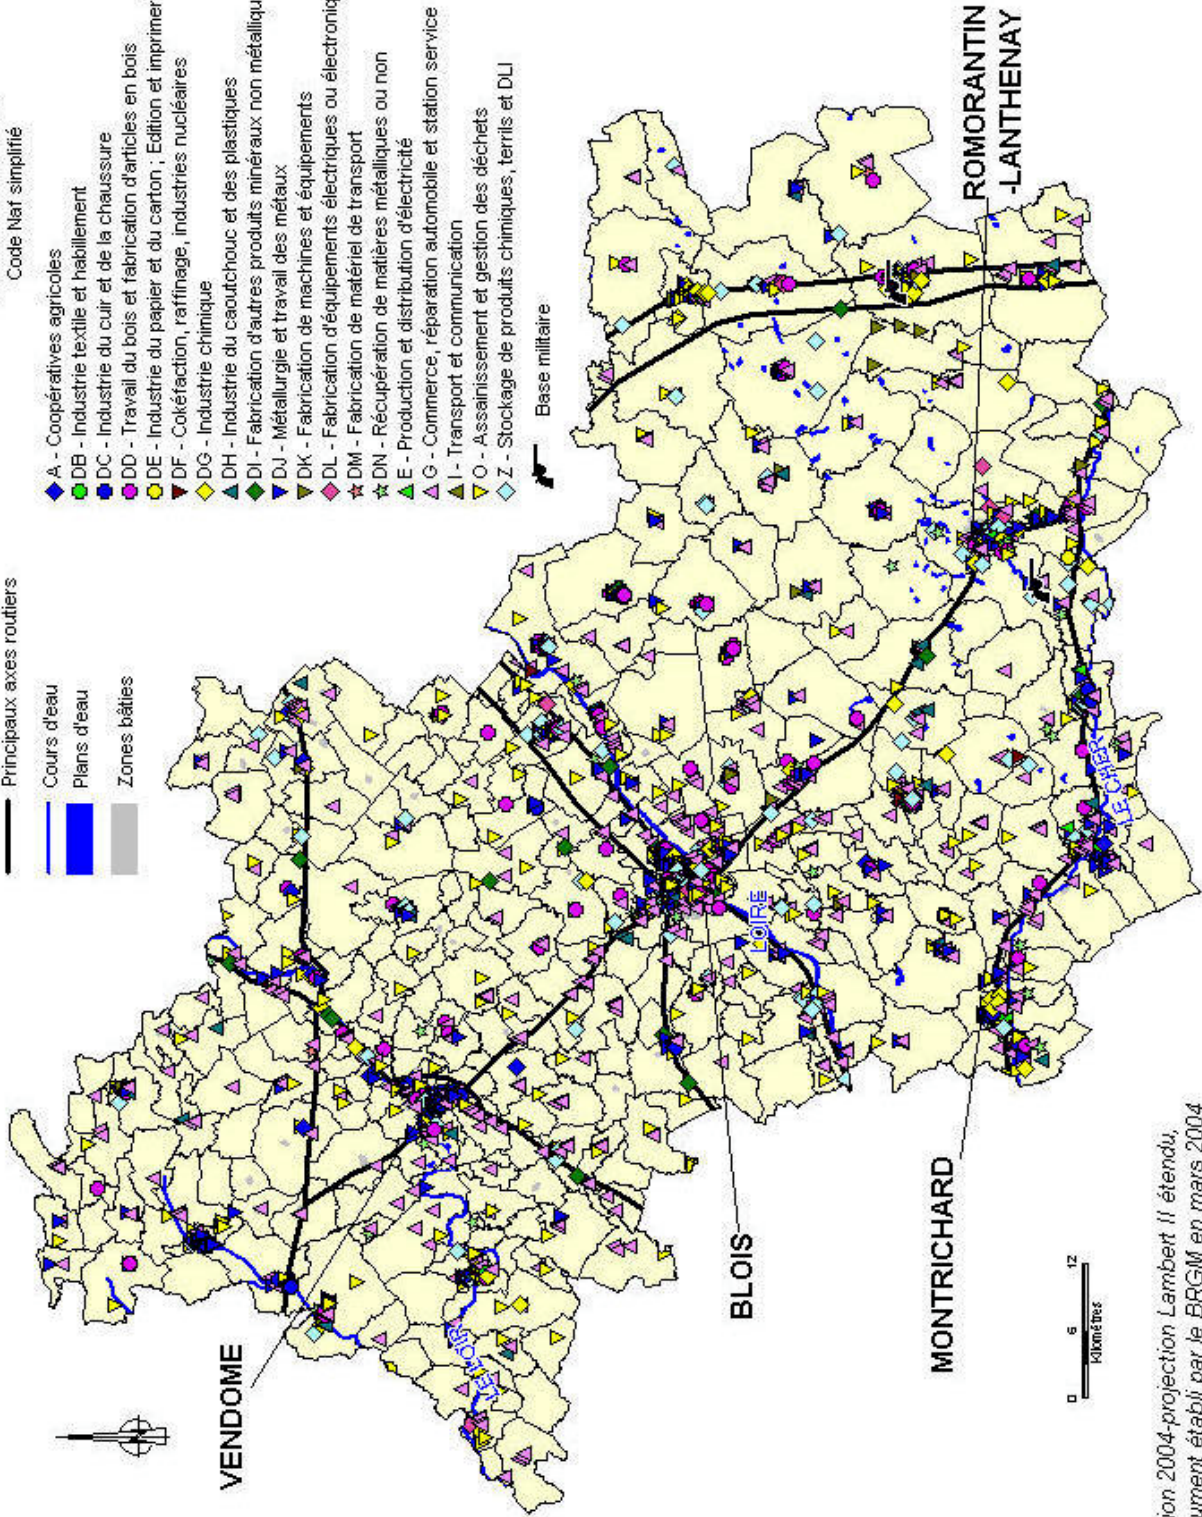 Code Naf simplifié
A - Coopératives agricoles
DB - Industrie textile et habillement
DC - Industrie du cuir et de la chaussure
DD - Travail du bois et fabrication d'articles en bois
DE - Industrie du papier et du carton ; Edition et imprimer
DF - Cokéfaction, raffinage, industries nucléaires
DG - Industrie chimique
DH - Industrie du caoutchouc et des plastiques
DI - Fabrication d'autres produits minéraux non métalliqu
DJ - Métallurgie et travail des métaux
DK - Fabrication de machines et équipements
DL - Fabrication d'équipements électriques ou électroniq
DM - Fabrication de matériel de transport
DN - Récupération de matières métalliques ou non
E - Production et distribution d'électricité
G - Commerce, réparation automobile et station service
I - Transport et communication
O - Assainissement et gestion des déchets
Z - Stockage de produits chimiques, terrils et DLI
Base militaire
Principaux axes routiers
Cours d'eau
Plans d'eau
Zones bâties
VENDOME
BLOIS
MONTRICHARD
ROMORANTIN
-LANTHENAY
LE LOIR
LOIRE
LE CHER
0 6 12
Kilomètres
ion 2004-projection Lambert II étendu,
ument établi par le BRGM en mars 2004